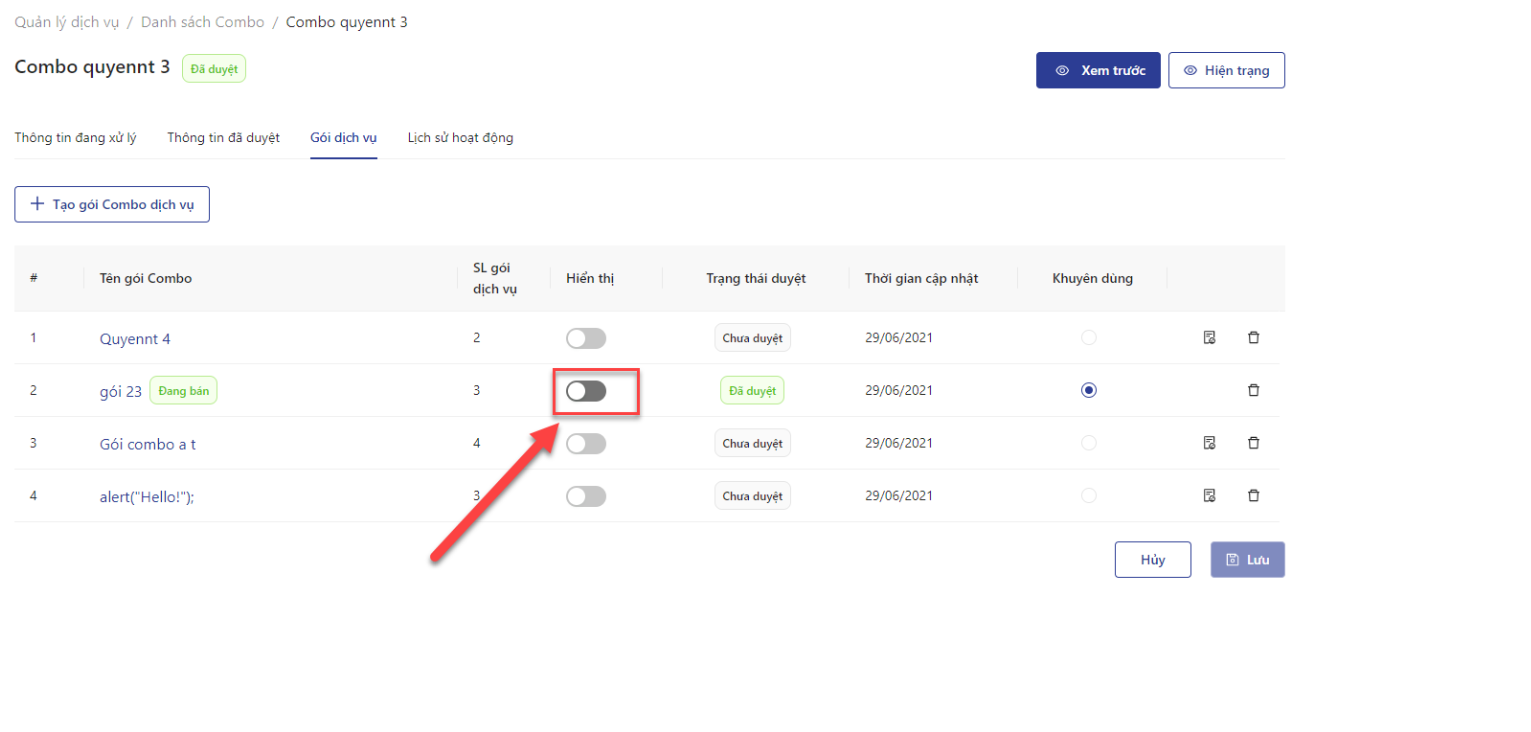 Quản lý dịch vụ / Danh sách Combo / Combo quyennt 3
Combo quyennt 3 Đã duyệt
Xem trước Hiện trạng
Thông tin đang xử lý Thông tin đã duyệt Gói dịch vụ Lịch sử hoạt động
+ Tạo gói Combo dịch vụ
# Tên gói Combo SL gói dịch vụ Hiển thị Trạng thái duyệt Thời gian cập nhật Khuyên dùng
1 Quyennt 4 2 Chưa duyệt 29/06/2021
2 gói 23 Đang bán 3 Đã duyệt 29/06/2021
3 Gói combo a t 4 Chưa duyệt 29/06/2021
4 alert("Hello!"); 3 Chưa duyệt 29/06/2021
Hủy Lưu